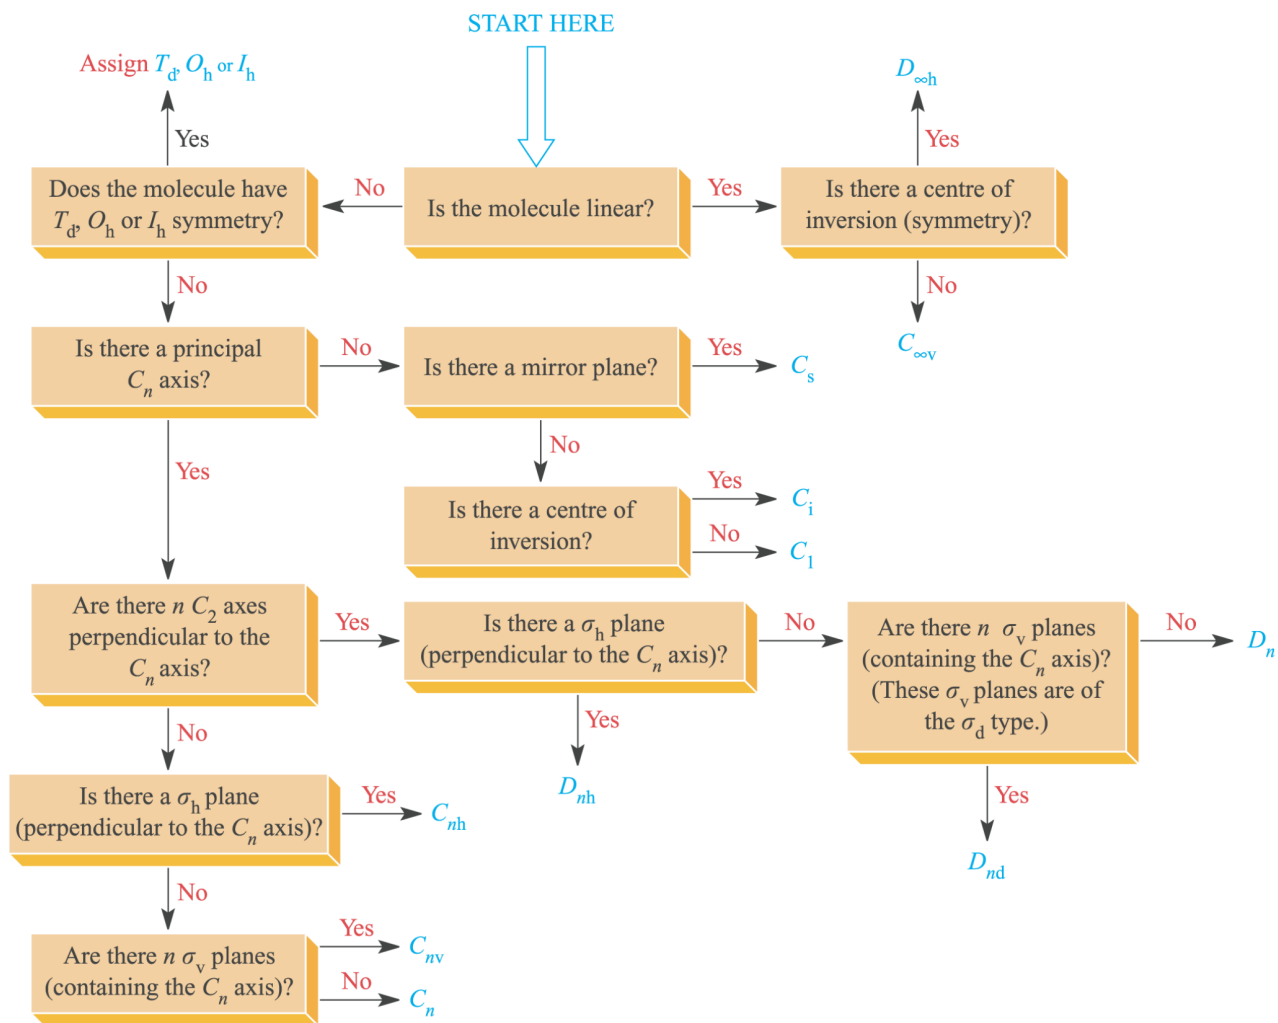 START HERE
Assign Td, Oh or Ih
D∞h
Yes
Yes
Does the molecule have
Td, Oh or Ih symmetry?
No
Is the molecule linear?
Yes
Is there a centre of
inversion (symmetry)?
No
No
C∞v
Is there a principal
Cn axis?
No
Is there a mirror plane?
Yes
Cs
Yes
No
Is there a centre of
inversion?
Yes
Ci
No
C1
Are there n C2 axes
perpendicular to the
Cn axis?
Yes
Is there a σh plane
(perpendicular to the Cn axis)?
No
Are there n σv planes
(containing the Cn axis)?
(These σv planes are of
the σd type.)
No
Dn
No
Yes
Dnh
Yes
Dnd
Is there a σh plane
(perpendicular to the Cn axis)?
Yes
Cnh
No
Are there n σv planes
(containing the Cn axis)?
Yes
Cnv
No
Cn